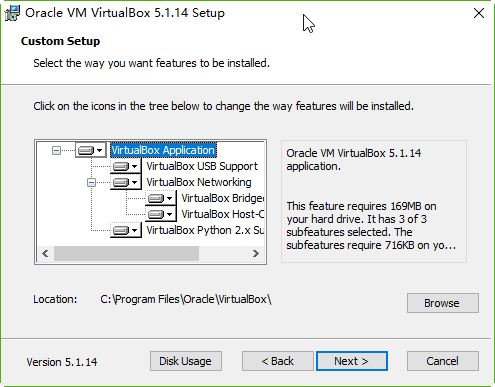 Oracle VM VirtualBox 5.1.14 Setup
Custom Setup
Select the way you want features to be installed.
Click on the icons in the tree below to change the way features will be installed.
VirtualBox Application
VirtualBox USB Support
VirtualBox Networking
VirtualBox Bridge
VirtualBox Host-C
VirtualBox Python 2.x Su
Oracle VM VirtualBox 5.1.14
application.
This feature requires 169MB on
your hard drive. It has 3 of 3
subfeatures selected. The
subfeatures require 716KB on yo...
Location: C:\Program Files\Oracle\VirtualBox\
Browse
Version 5.1.14
Disk Usage
< Back
Next >
Cancel